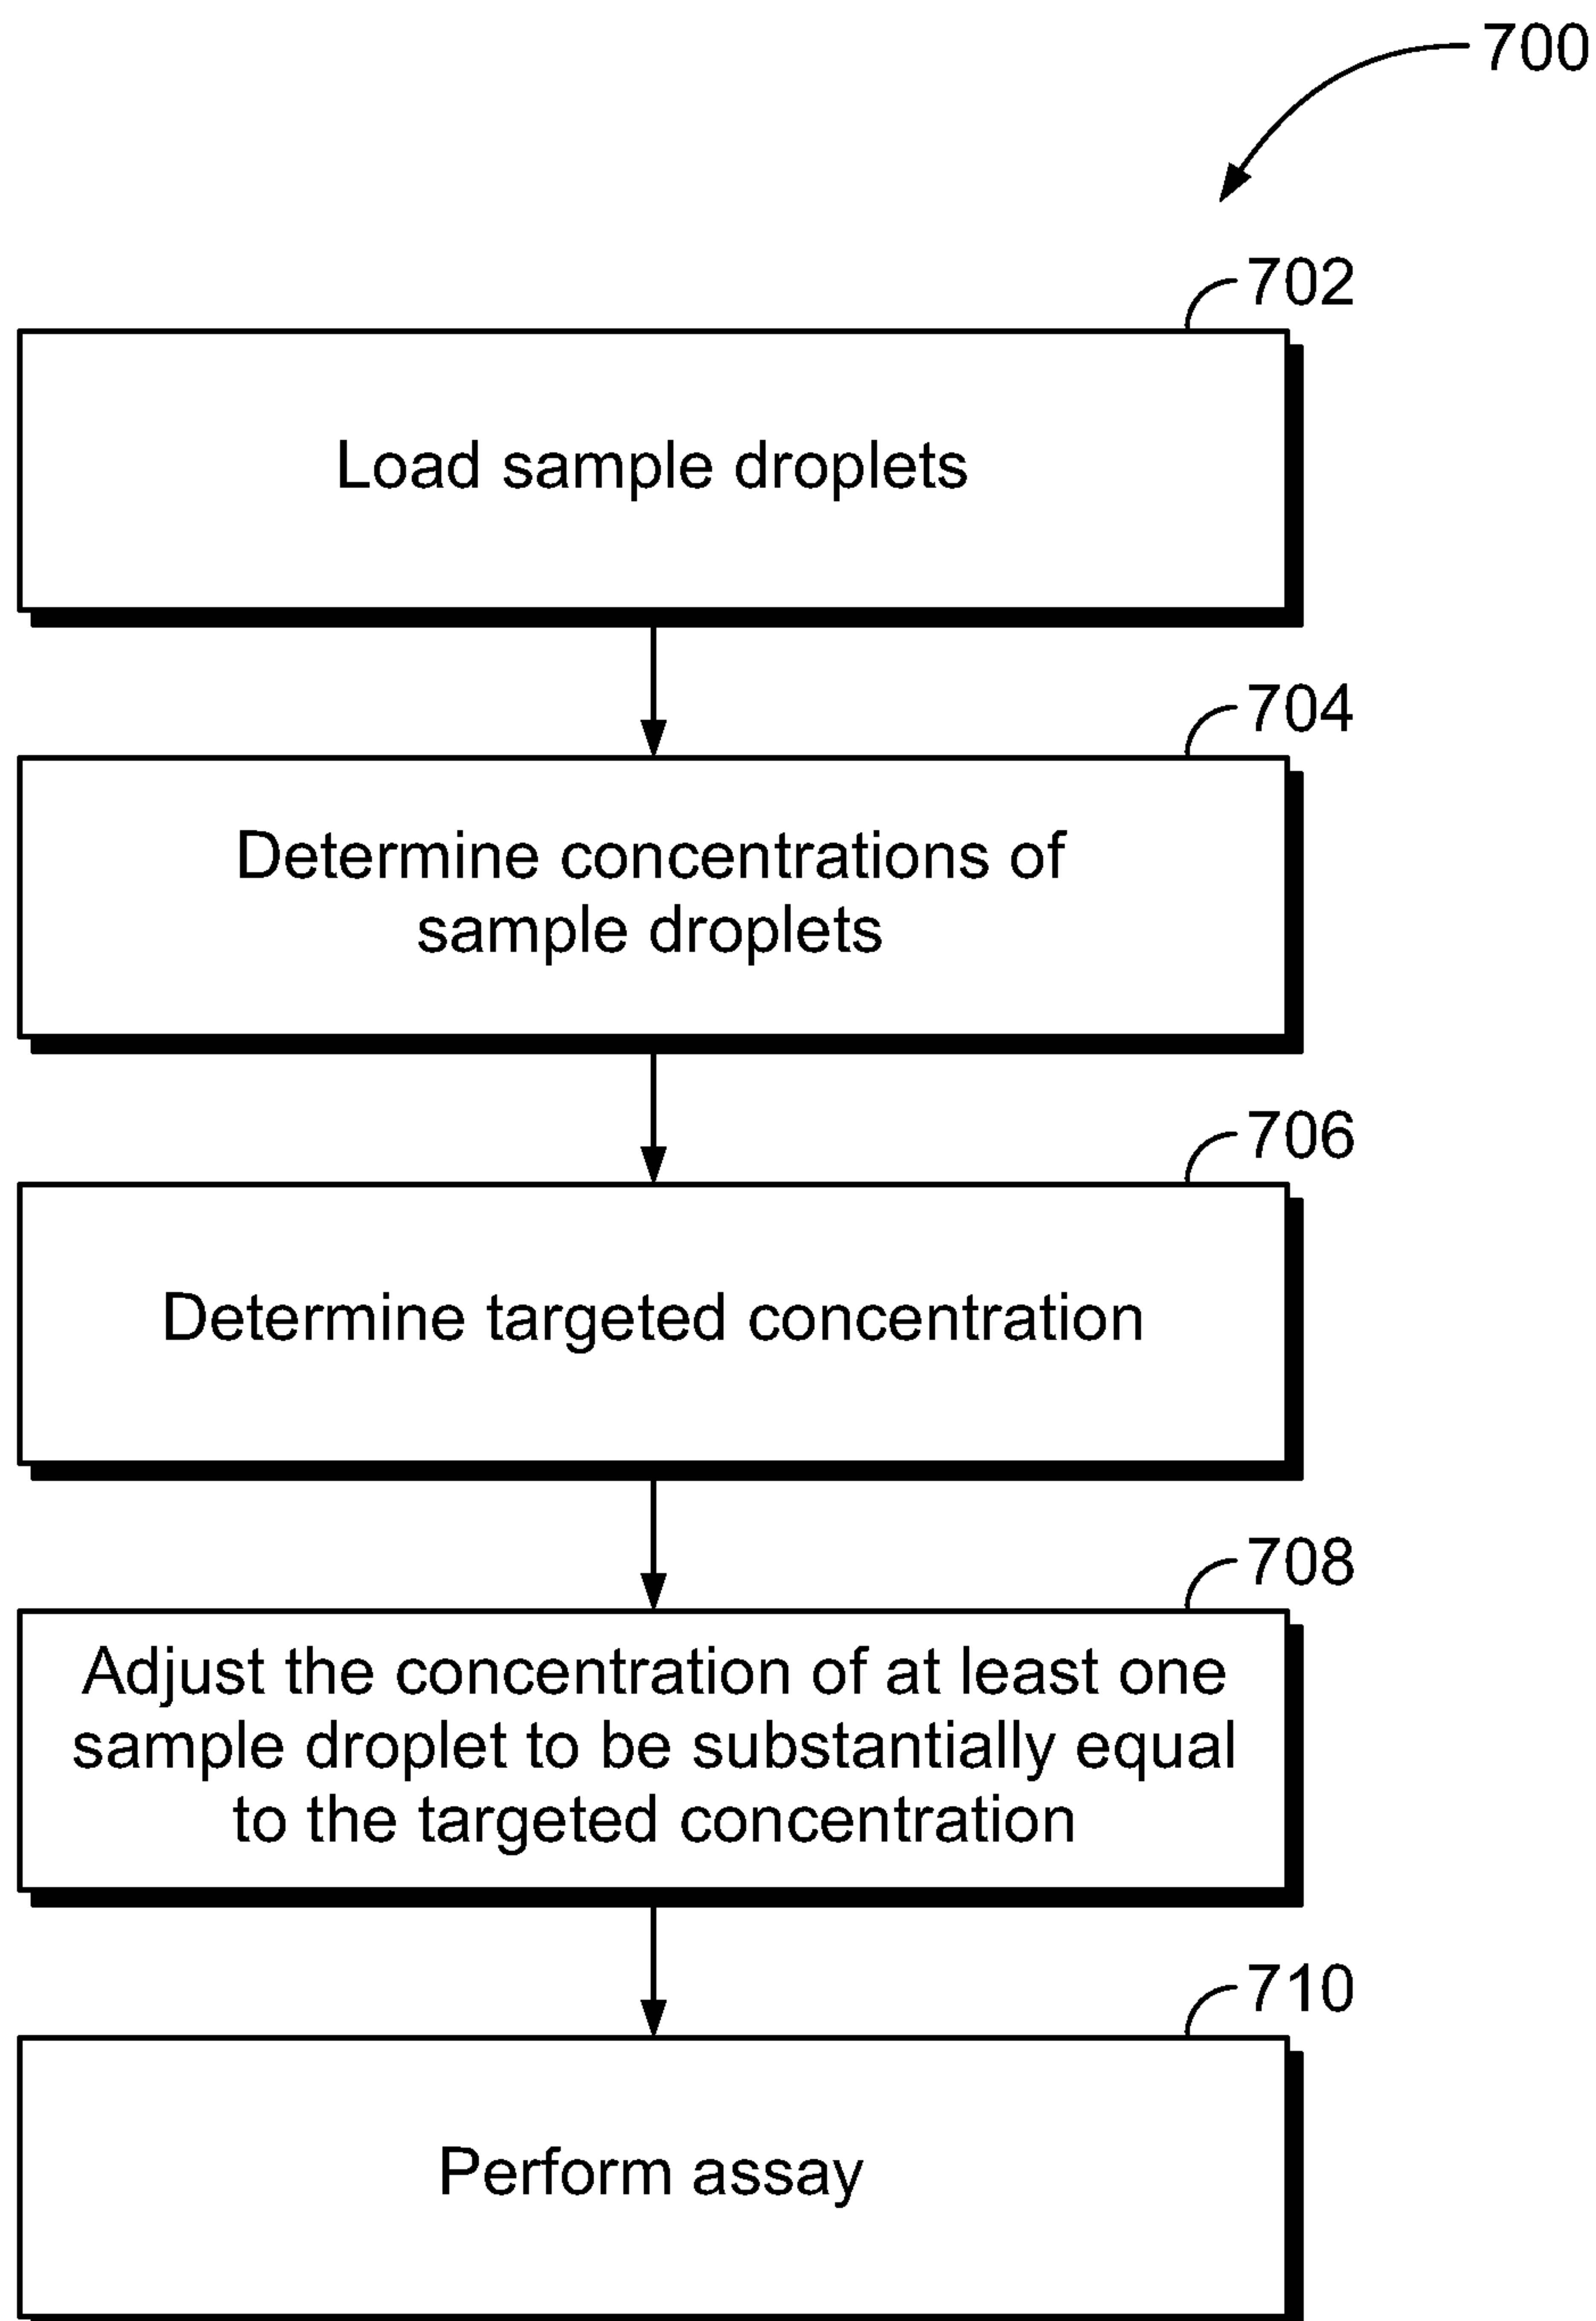 700
702
Load sample droplets
704
Determine concentrations of
sample droplets
706
Determine targeted concentration
708
Adjust the concentration of at least one
sample droplet to be substantially equal
to the targeted concentration
710
Perform assay